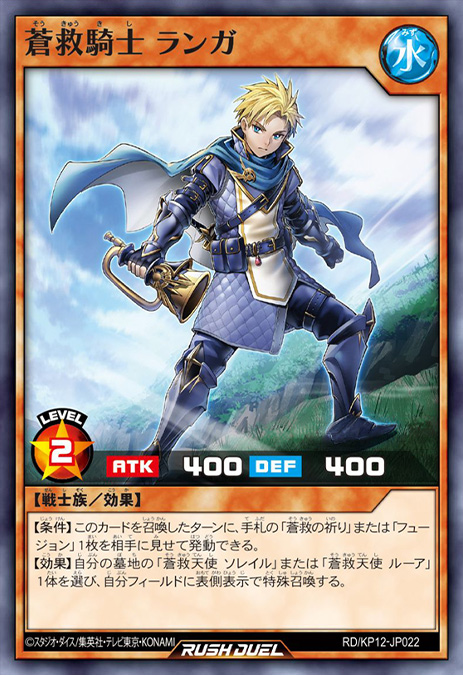 蒼救騎士 ランガ
水
LEVEL
2
ATK 400 DEF 400
【戦士族／効果】
【条件】このカードを召喚したターンに、手札の「蒼救の祈り」または「フュー
ジョン」1枚を相手に見せて発動できる。
【効果】自分の墓地の「蒼救天使 ソレイル」または「蒼救天使 ルーア」
1体を選び、自分フィールドに表側表示で特殊召喚する。
©スタジオ・ダイス/集英社・テレビ東京・KONAMI
RUSH DUEL
RD/KP12-JP022